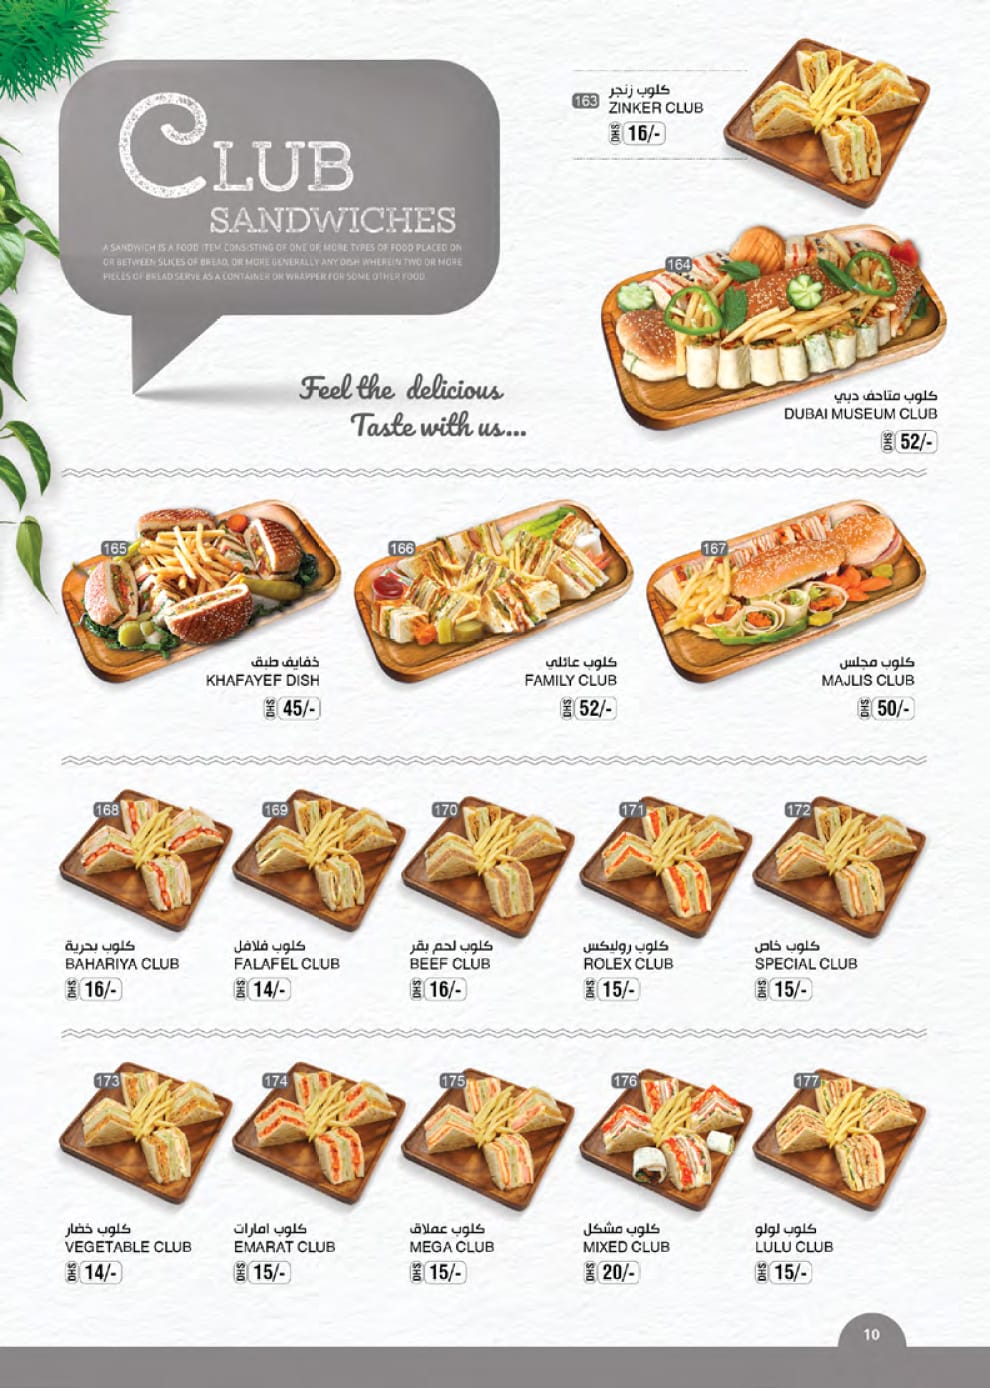 CLUB
SANDWICHES
A SANDWICH IS A FOOD ITEM CONSISTING OF ONE OR MORE TYPES OF FOOD PLACED ON
OR BETWEEN SLICES OF BREAD, OR MORE GENERALLY ANY DISH WHEREIN TWO OR MORE
PIECES OF BREAD SERVE AS A CONTAINER OR WRAPPER FOR SOME OTHER FOOD.
Feel the delicious
Taste with us...
163
كلوب زنجر
ZINKER CLUB
DHS 16/-
164
كلوب متاحف دبي
DUBAI MUSEUM CLUB
DHS 52/-
165
خفايف طبق
KHAFAYEF DISH
DHS 45/-
166
كلوب عائلي
FAMILY CLUB
DHS 52/-
167
كلوب مجلس
MAJLIS CLUB
DHS 50/-
168
كلوب بحرية
BAHARIYA CLUB
DHS 16/-
169
كلوب فلافل
FALAFEL CLUB
DHS 14/-
170
كلوب لحم بقر
BEEF CLUB
DHS 16/-
171
كلوب روليكس
ROLEX CLUB
DHS 15/-
172
كلوب خاص
SPECIAL CLUB
DHS 15/-
173
كلوب خضار
VEGETABLE CLUB
DHS 14/-
174
كلوب امارات
EMARAT CLUB
DHS 15/-
175
كلوب عملاق
MEGA CLUB
DHS 15/-
176
كلوب مشكل
MIXED CLUB
DHS 20/-
177
كلوب لولو
LULU CLUB
DHS 15/-
10